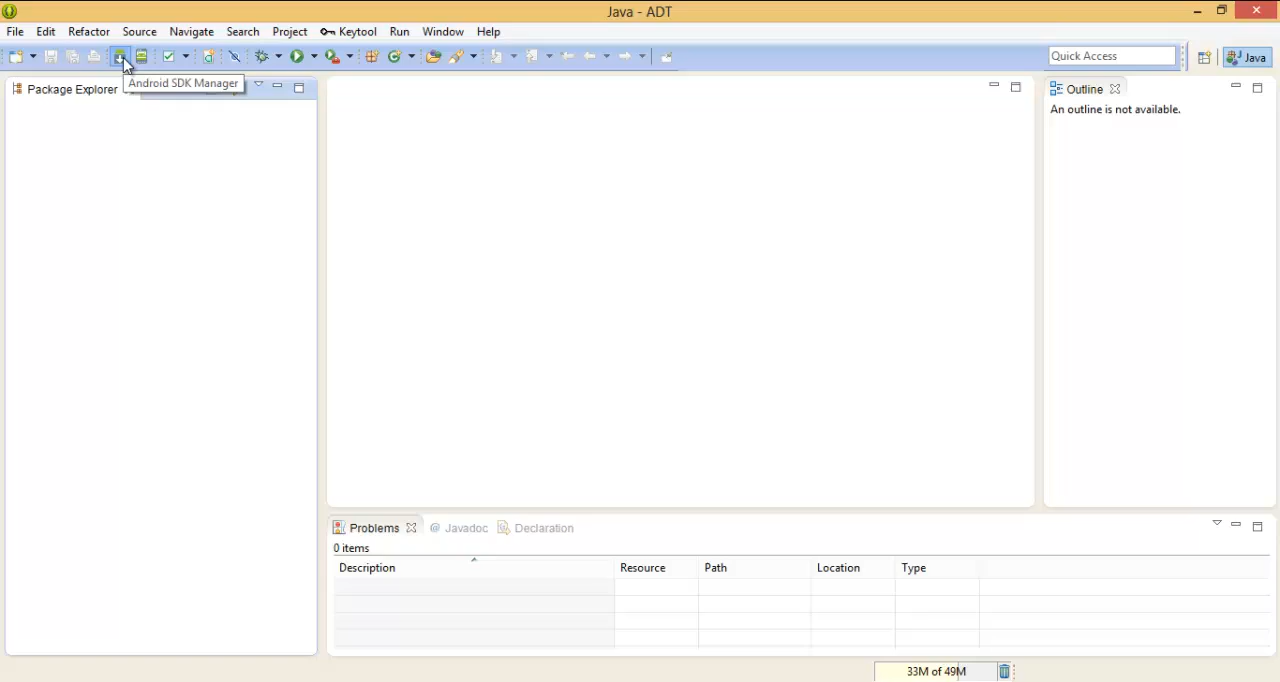 Java - ADT
File Edit Refactor Source Navigate Search Project Keytool Run Window Help
Quick Access
Java
Android SDK Manager
Package Explorer
Outline
An outline is not available.
Problems @ Javadoc Declaration
0 items
Description Resource Path Location Type
33M of 49M